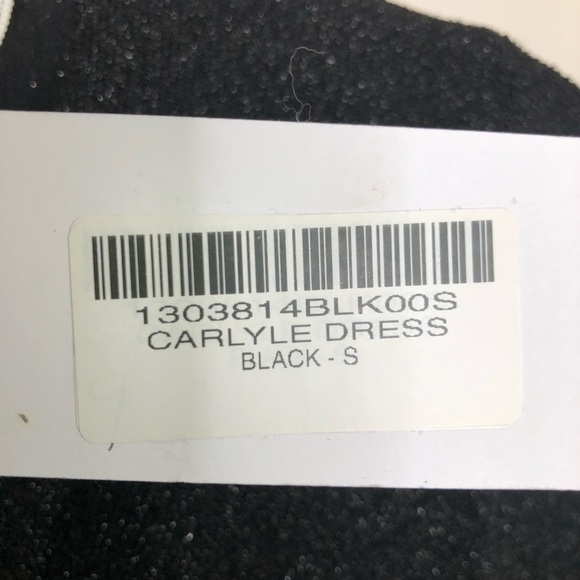 1303814BLK00S
CARLYLE DRESS
BLACK - S